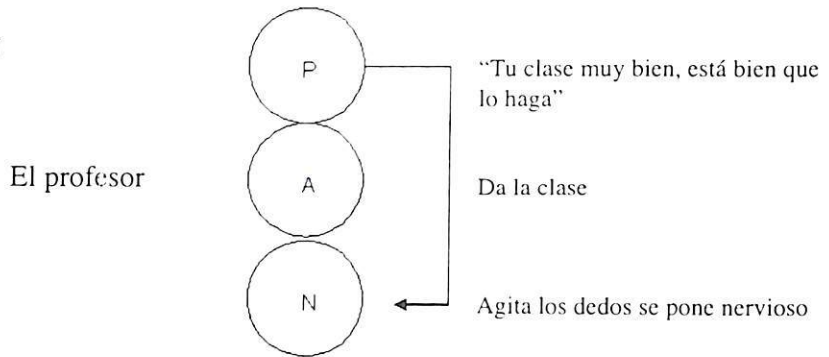 P
“Tu clase muy bien, está bien que
lo haga”
El profesor
A
Da la clase
N
Agita los dedos se pone nervioso